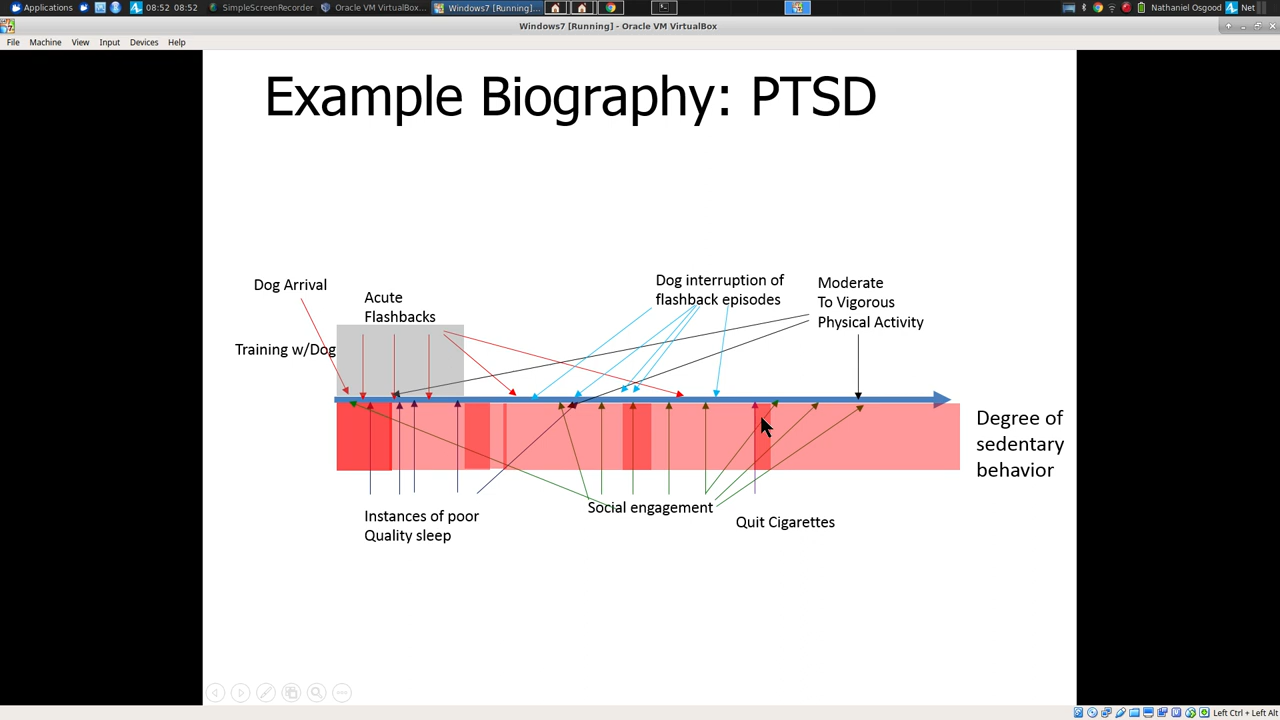 Applications
08:52 08:52
SimpleScreenRecorder
Oracle VM VirtualBox...
Windows7 [Running]...
Nathaniel Osgood
Net
Windows7 [Running] - Oracle VM VirtualBox
File Machine View Input Devices Help
Example Biography: PTSD
Dog Arrival
Acute
Flashbacks
Training w/Dog
Dog interruption of
flashback episodes
Moderate
To Vigorous
Physical Activity
Degree of
sedentary
behavior
Instances of poor
Quality sleep
Social engagement
Quit Cigarettes
Left Ctrl + Left Alt